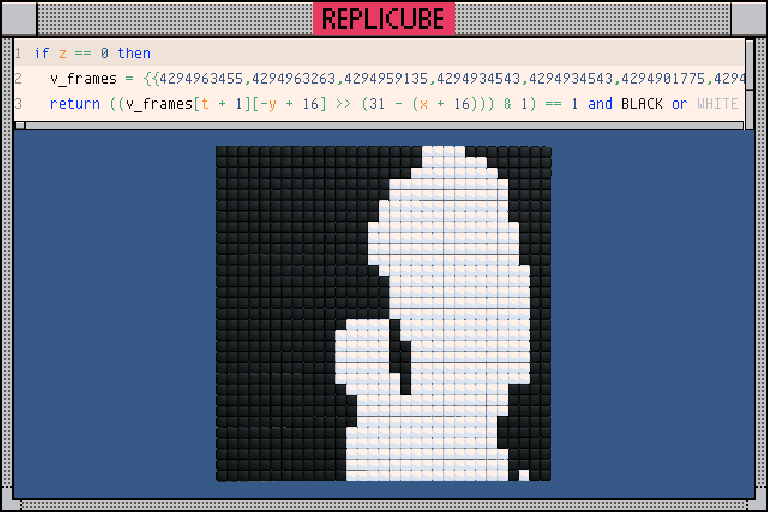 REPLICUBE
1 if z == 0 then
2 v_frames = {{4294963455,4294963263,4294959135,4294934543,4294934543,4294901775,4294
3 return ((v_frames[t + 1][-y + 16] >> (31 - (x + 16))) & 1) == 1 and BLACK or WHITE